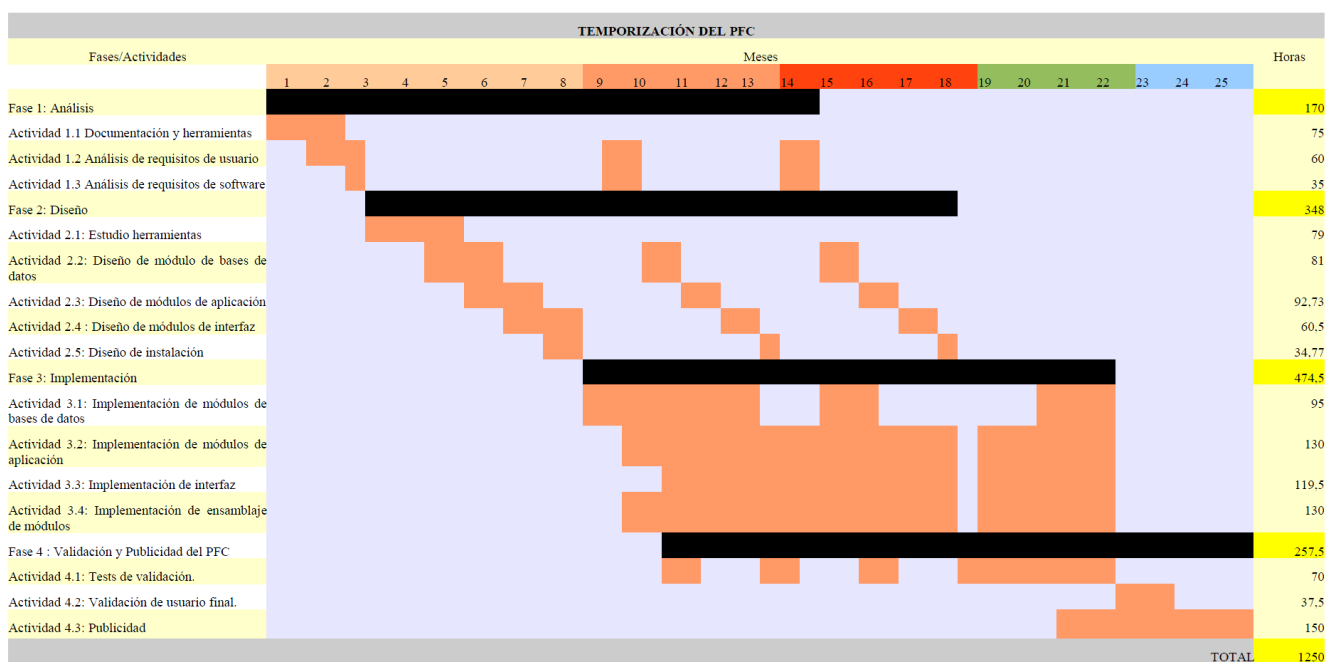 TEMPORIZACIÓN DEL PFC
Fases/Actividades Meses Horas
1 2 3 4 5 6 7 8 9 10 11 12 13 14 15 16 17 18 19 20 21 22 23 24 25
Fase 1: Análisis 170
Actividad 1.1 Documentación y herramientas 75
Actividad 1.2 Análisis de requisitos de usuario 60
Actividad 1.3 Análisis de requisitos de software 35
Fase 2: Diseño 348
Actividad 2.1: Estudio herramientas 79
Actividad 2.2: Diseño de módulo de bases de 81
datos
Actividad 2.3: Diseño de módulos de aplicación 92,73
Actividad 2.4 : Diseño de módulos de interfaz 60,5
Actividad 2.5: Diseño de instalación 34,77
Fase 3: Implementación 474,5
Actividad 3.1: Implementación de módulos de 95
bases de datos
Actividad 3.2: Implementación de módulos de 130
aplicación
Actividad 3.3: Implementación de interfaz 119,5
Actividad 3.4: Implementación de ensamblaje 130
de módulos
Fase 4 : Validación y Publicidad del PFC 257,5
Actividad 4.1: Tests de validación. 70
Actividad 4.2: Validación de usuario final. 37,5
Actividad 4.3: Publicidad 150
TOTAL 1250